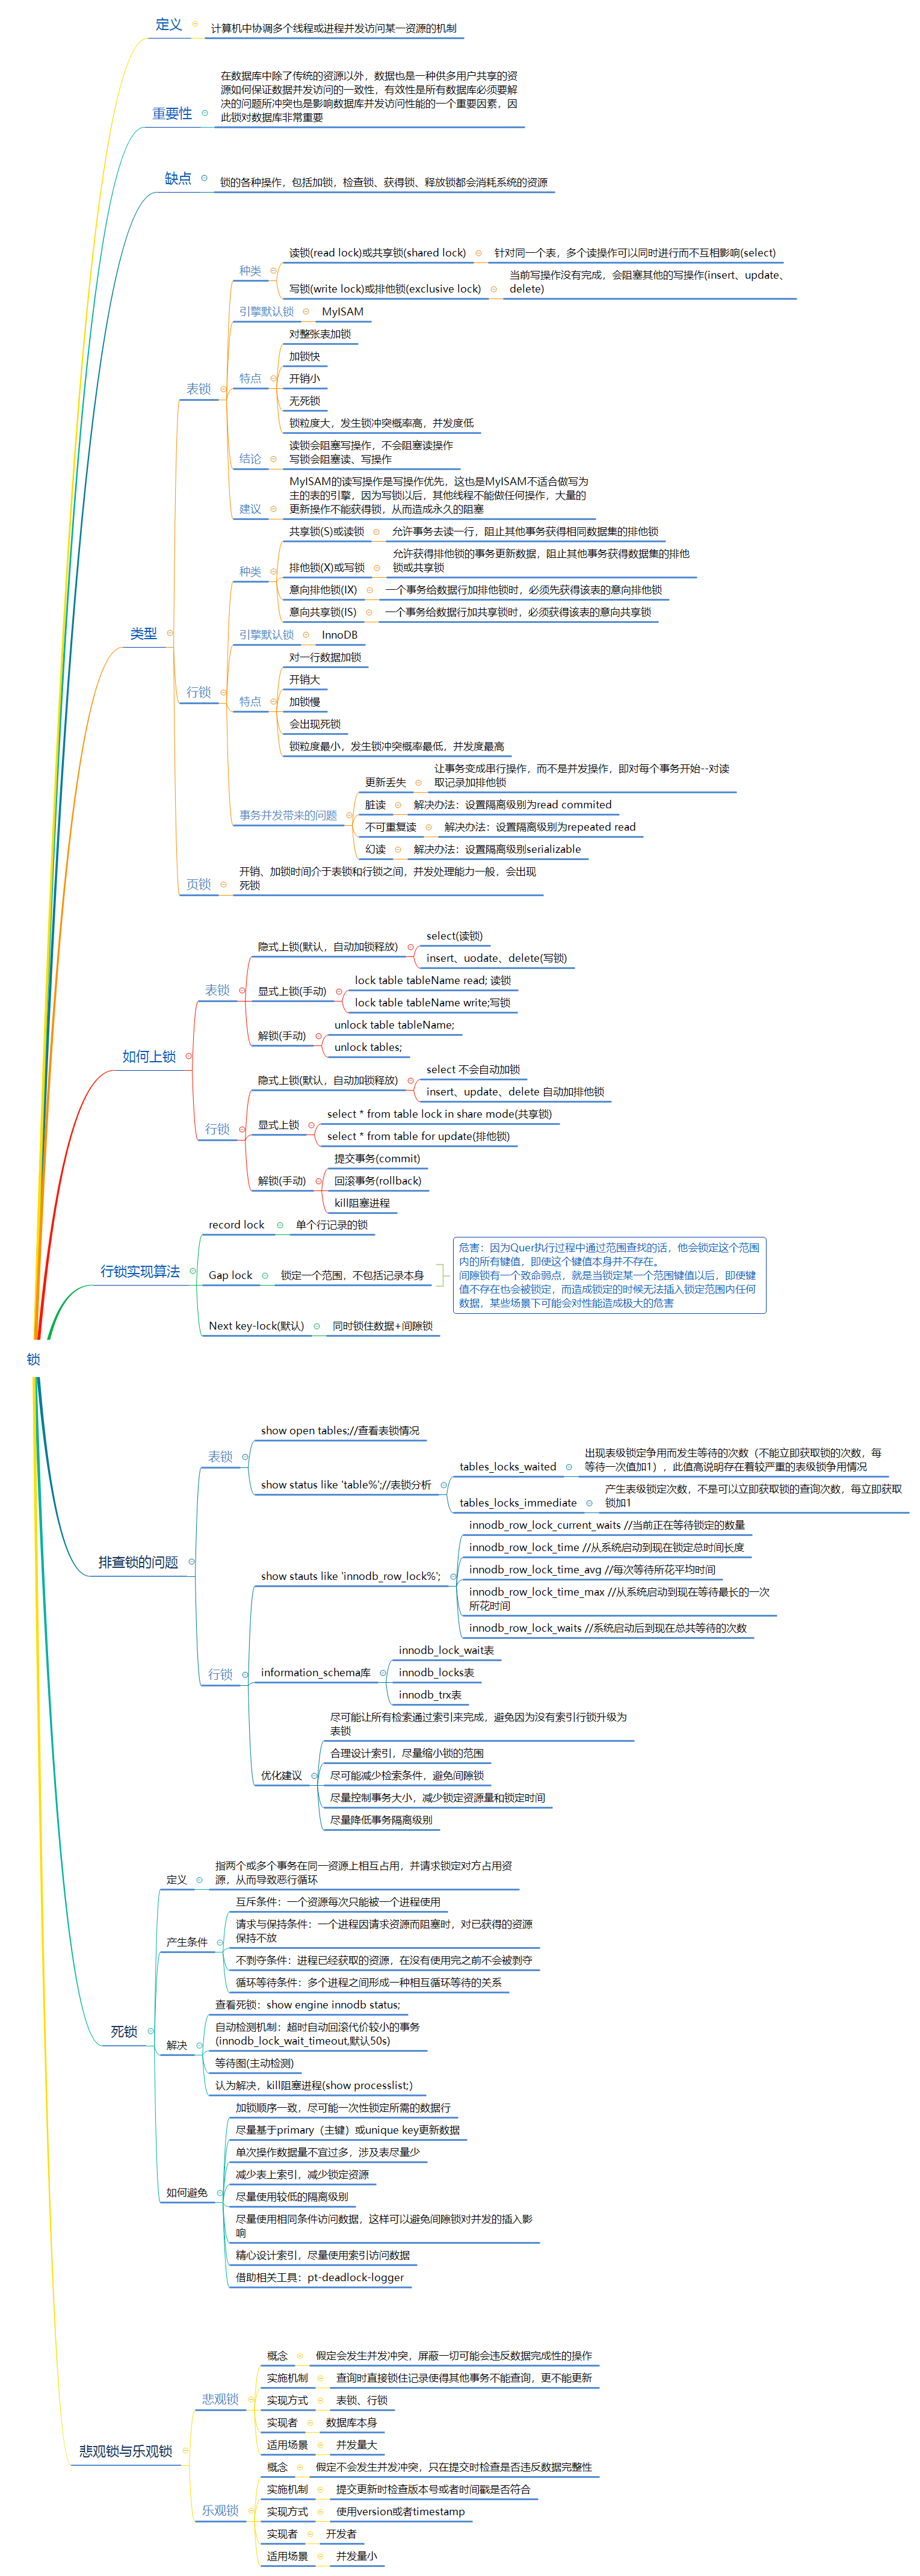 定义
计算机中协调多个线程或进程并发访问某一资源的机制
重要性
在数据库中除了传统的资源以外，数据也是一种供多用户共享的资
源如何保证数据并发访问的一致性，有效性是所有数据库必须要解
决的问题所冲突也是影响数据库并发访问性能的一个重要因素，因
此锁对数据库非常重要
缺点
锁的各种操作，包括加锁，检查锁、获得锁、释放锁都会消耗系统的资源
类型
表锁
种类
读锁(read lock)或共享锁(shared lock)
针对同一个表，多个读操作可以同时进行而不互相影响(select)
写锁(write lock)或排他锁(exclusive lock)
当前写操作没有完成，会阻塞其他的写操作(insert、update、
delete)
引擎默认锁
MyISAM
特点
对整张表加锁
加锁快
开销小
无死锁
锁粒度大，发生锁冲突概率高，并发度低
结论
读锁会阻塞写操作，不会阻塞读操作
写锁会阻塞读、写操作
建议
MyISAM的读写操作是写操作优先，这也是MyISAM不适合做写为
主的表的引擎，因为写锁以后，其他线程不能做任何操作，大量的
更新操作不能获得锁，从而造成永久的阻塞
行锁
种类
共享锁(S)或读锁
允许事务去读一行，阻止其他事务获得相同数据集的排他锁
排他锁(X)或写锁
允许获得排他锁的事务更新数据，阻止其他事务获得数据集的排他
锁或共享锁
意向排他锁(IX)
一个事务给数据行加排他锁时，必须先获得该表的意向排他锁
意向共享锁(IS)
一个事务给数据行加共享锁时，必须获得该表的意向共享锁
引擎默认锁
InnoDB
特点
对一行数据加锁
开销大
加锁慢
会出现死锁
锁粒度最小，发生锁冲突概率最低，并发度最高
事务并发带来的问题
更新丢失
让事务变成串行操作，而不是并发操作，即对每个事务开始--对读
取记录加排他锁
脏读
解决办法：设置隔离级别为read commited
不可重复读
解决办法：设置隔离级别为repeated read
幻读
解决办法：设置隔离级别serializable
页锁
开销、加锁时间介于表锁和行锁之间，并发处理能力一般，会出现
死锁
如何上锁
表锁
隐式上锁(默认，自动加锁释放)
select(读锁)
insert、uodate、delete(写锁)
显式上锁(手动)
lock table tableName read; 读锁
lock table tableName write;写锁
解锁(手动)
unlock table tableName;
unlock tables;
行锁
隐式上锁(默认，自动加锁释放)
select 不会自动加锁
insert、update、delete 自动加排他锁
显式上锁
select * from table lock in share mode(共享锁)
select * from table for update(排他锁)
解锁(手动)
提交事务(commit)
回滚事务(rollback)
kill阻塞进程
行锁实现算法
record lock
单个行记录的锁
Gap lock
锁定一个范围，不包括记录本身
危害：因为Quer执行过程中通过范围查找的话，他会锁定这个范围
内的所有键值，即使这个键值本身并不存在。
间隙锁有一个致命弱点，就是当锁定某一个范围键值以后，即使键
值不存在也会被锁定，而造成锁定的时候无法插入锁定范围内任何
数据，某些场景下可能会对性能造成极大的危害
Next key-lock(默认)
同时锁住数据+间隙锁
锁
排查锁的问题
表锁
show open tables;//查看表锁情况
show status like 'table%';//表锁分析
tables_locks_waited
出现表级锁定争用而发生等待的次数（不能立即获取锁的次数，每
等待一次值加1），此值高说明存在着较严重的表级锁争用情况
tables_locks_immediate
产生表级锁定次数，不是可以立即获取锁的查询次数，每立即获取
锁加1
行锁
show stauts like 'innodb_row_lock%';
innodb_row_lock_current_waits //当前正在等待锁定的数量
innodb_row_lock_time //从系统启动到现在锁定总时间长度
innodb_row_lock_time_avg //每次等待所花平均时间
innodb_row_lock_time_max //从系统启动到现在等待最长的一次
所花时间
innodb_row_lock_waits //系统启动后到现在总共等待的次数
information_schema库
innodb_lock_wait表
innodb_locks表
innodb_trx表
优化建议
尽可能让所有检索通过索引来完成，避免因为没有索引行锁升级为
表锁
合理设计索引，尽量缩小锁的范围
尽可能减少检索条件，避免间隙锁
尽量控制事务大小，减少锁定资源量和锁定时间
尽量降低事务隔离级别
死锁
定义
指两个或多个事务在同一资源上相互占用，并请求锁定对方占用资
源，从而导致恶行循环
产生条件
互斥条件：一个资源每次只能被一个进程使用
请求与保持条件：一个进程因请求资源而阻塞时，对已获得的资源
保持不放
不剥夺条件：进程已经获取的资源，在没有使用完之前不会被剥夺
循环等待条件：多个进程之间形成一种相互循环等待的关系
解决
查看死锁：show engine innodb status;
自动检测机制：超时自动回滚代价较小的事务
(innodb_lock_wait_timeout,默认50s)
等待图(主动检测)
认为解决，kill阻塞进程(show processlist;)
如何避免
加锁顺序一致，尽可能一次性锁定所需的数据行
尽量基于primary（主键）或unique key更新数据
单次操作数据量不宜过多，涉及表尽量少
减少表上索引，减少锁定资源
尽量使用较低的隔离级别
尽量使用相同条件访问数据，这样可以避免间隙锁对并发的插入影
响
精心设计索引，尽量使用索引访问数据
借助相关工具：pt-deadlock-logger
悲观锁与乐观锁
悲观锁
概念
假定会发生并发冲突，屏蔽一切可能会违反数据完成性的操作
实施机制
查询时直接锁住记录使得其他事务不能查询，更不能更新
实现方式
表锁、行锁
实现者
数据库本身
适用场景
并发量大
乐观锁
概念
假定不会发生并发冲突，只在提交时检查是否违反数据完整性
实施机制
提交更新时检查版本号或者时间戳是否符合
实现方式
使用version或者timestamp
实现者
开发者
适用场景
并发量小